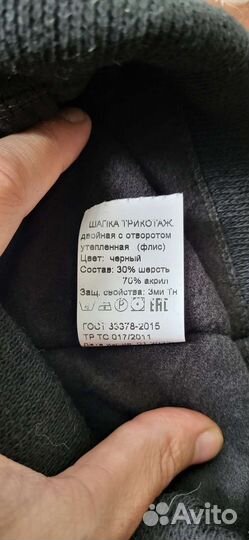 ШАПКА ТРИКОТАЖ.
двойная с отворотом
утепленная (флис)
Цвет: черный
Состав: 30% шерсть
70% акрил
Защ. свойства: Зми Тн
P EAC
ГОСТ 33378-2015
ТР ТС 017/2011
Avito